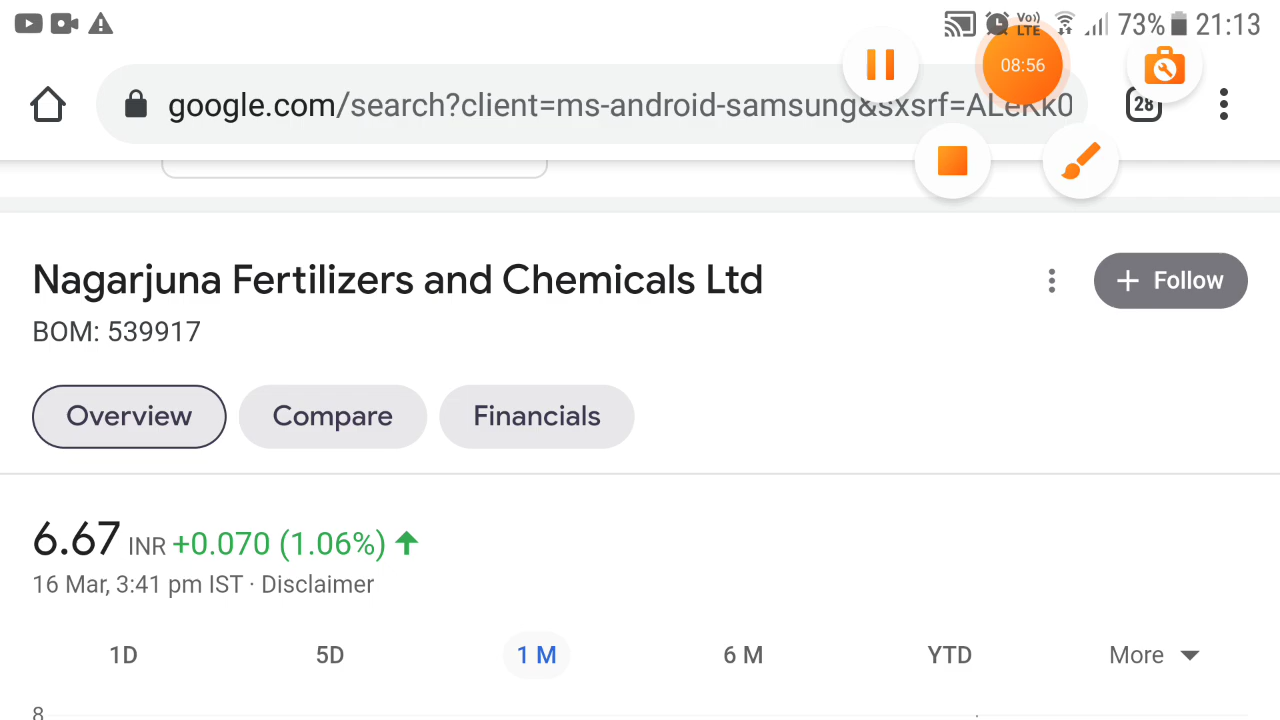 Vo)) LTE 73% 21:13
google.com/search?client=ms-android-samsung&sxsrf=ALeKk0
08:56
28
Nagarjuna Fertilizers and Chemicals Ltd
+ Follow
BOM: 539917
Overview Compare Financials
6.67 INR +0.070 (1.06%) ↑
16 Mar, 3:41 pm IST · Disclaimer
1D 5D 1 M 6 M YTD More
8